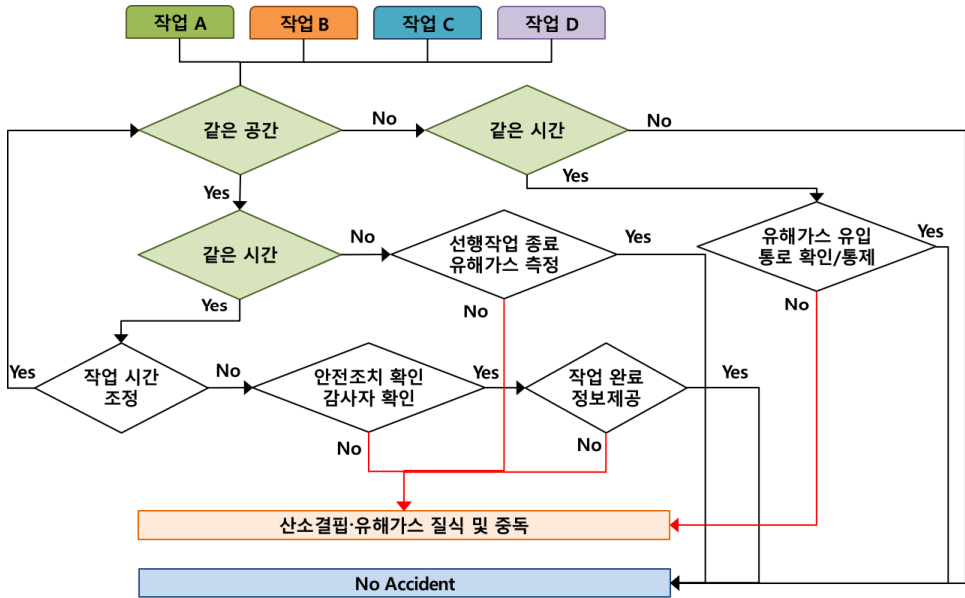 작업 A
작업 B
작업 C
작업 D
같은 공간
No
같은 시간
No
Yes
Yes
같은 시간
No
선행작업 종료
유해가스 측정
Yes
유해가스 유입
통로 확인/통제
Yes
Yes
No
No
Yes
작업 시간
조정
No
안전조치 확인
감사자 확인
Yes
작업 완료
정보제공
Yes
No
No
산소결핍·유해가스 질식 및 중독
No Accident